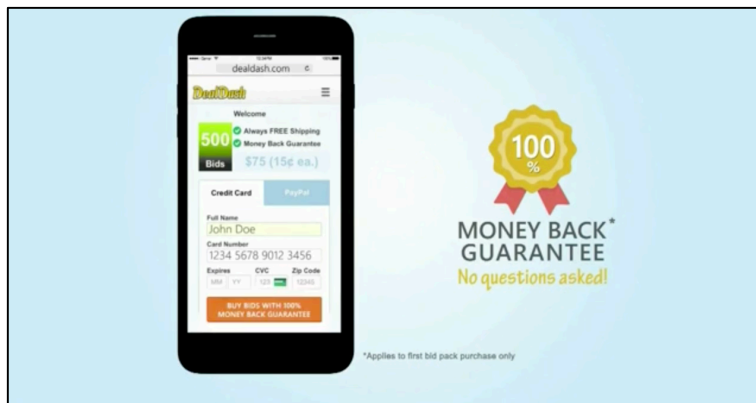 12:34PM
dealdash.com
DealDash
Welcome
500
Bids
Always FREE Shipping
Money Back Guarantee
$75 (15¢ ea.)
Credit Card
PayPal
Full Name
John Doe
Card Number
1234 5678 9012 3456
Expires
CVC
Zip Code
MM
YY
123
12345
BUY BIDS WITH 100%
MONEY BACK GUARANTEE
100
%
MONEY BACK*
GUARANTEE
No questions asked!
*Applies to first bid pack purchase only